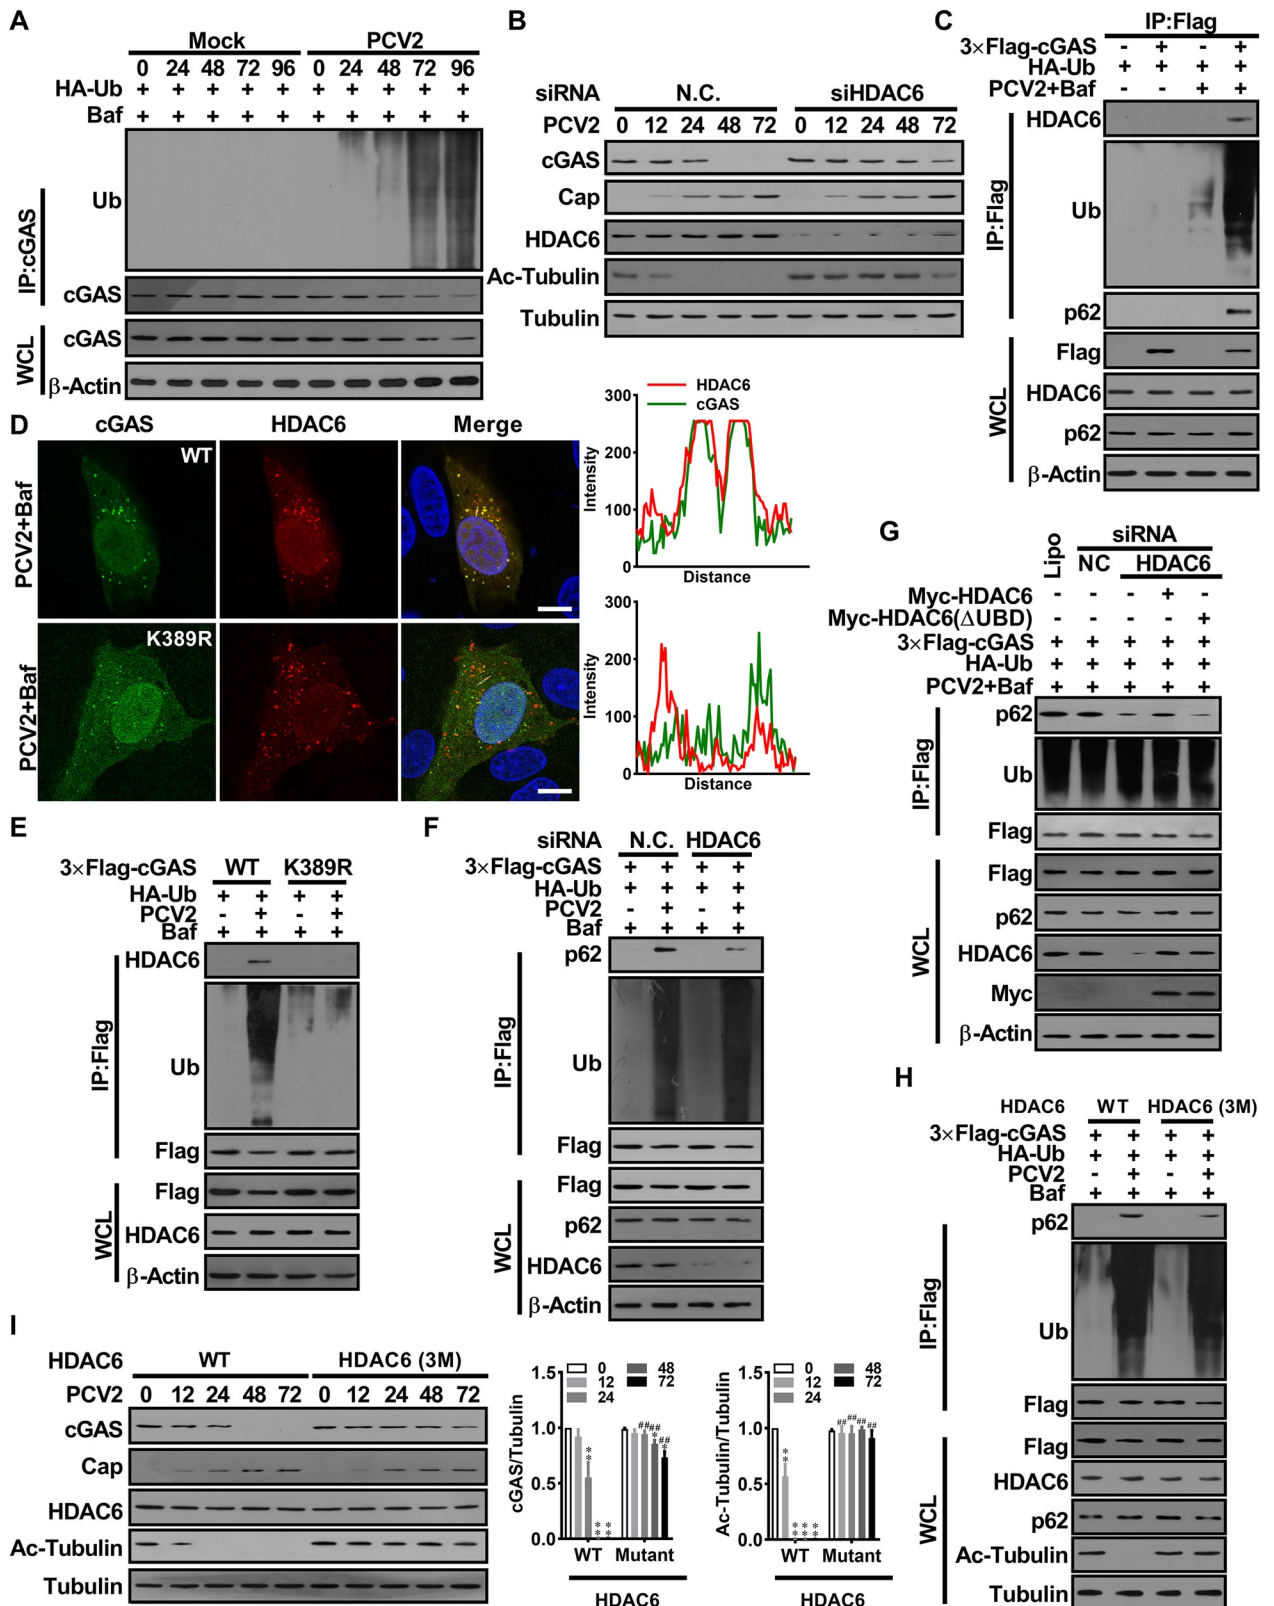 A
Mock PCV2
0 24 48 72 96 0 24 48 72 96
HA-Ub + + + + + + + + + +
Baf + + + + + + + + + +
IP:cGAS
Ub
cGAS
WCL
cGAS
β-Actin
B
siRNA N.C. siHDAC6
PCV2 0 12 24 48 72 0 12 24 48 72
cGAS
Cap
HDAC6
Ac-Tubulin
Tubulin
C
IP:Flag
3×Flag-cGAS - + - +
HA-Ub + + + +
PCV2+Baf - - + +
IP:Flag
HDAC6
Ub
p62
WCL
Flag
HDAC6
p62
β-Actin
D
cGAS HDAC6 Merge
PCV2+Baf
WT
PCV2+Baf
K389R
HDAC6
cGAS
Intensity
300
200
100
0
Distance
Intensity
300
200
100
0
Distance
E
3×Flag-cGAS WT K389R
HA-Ub + + + +
PCV2 - + - +
Baf + + + +
IP:Flag
HDAC6
Ub
Flag
WCL
Flag
HDAC6
β-Actin
F
siRNA N.C. HDAC6
3×Flag-cGAS + + + +
HA-Ub + + + +
PCV2 - + - +
Baf + + + +
IP:Flag
p62
Ub
Flag
WCL
Flag
p62
HDAC6
β-Actin
G
siRNA
Lipo NC HDAC6
Myc-HDAC6 - - - + -
Myc-HDAC6(ΔUBD) - - - - +
3×Flag-cGAS + + + + +
HA-Ub + + + + +
PCV2+Baf + + + + +
IP:Flag
p62
Ub
Flag
WCL
Flag
p62
HDAC6
Myc
β-Actin
H
HDAC6 WT HDAC6 (3M)
3×Flag-cGAS + + + +
HA-Ub + + + +
PCV2 - + - +
Baf + + + +
IP:Flag
p62
Ub
Flag
WCL
Flag
HDAC6
p62
Ac-Tubulin
Tubulin
I
HDAC6 WT HDAC6 (3M)
PCV2 0 12 24 48 72 0 12 24 48 72
cGAS
Cap
HDAC6
Ac-Tubulin
Tubulin
cGAS/Tubulin
1.5
1.0
0.5
0.0
0 48
12 72
24
** ** ** ## ##* ##*
WT Mutant
HDAC6
Ac-Tubulin/Tubulin
1.5
1.0
0.5
0.0
0 48
12 72
24
** ** ** ** ## ## ## ##
WT Mutant
HDAC6